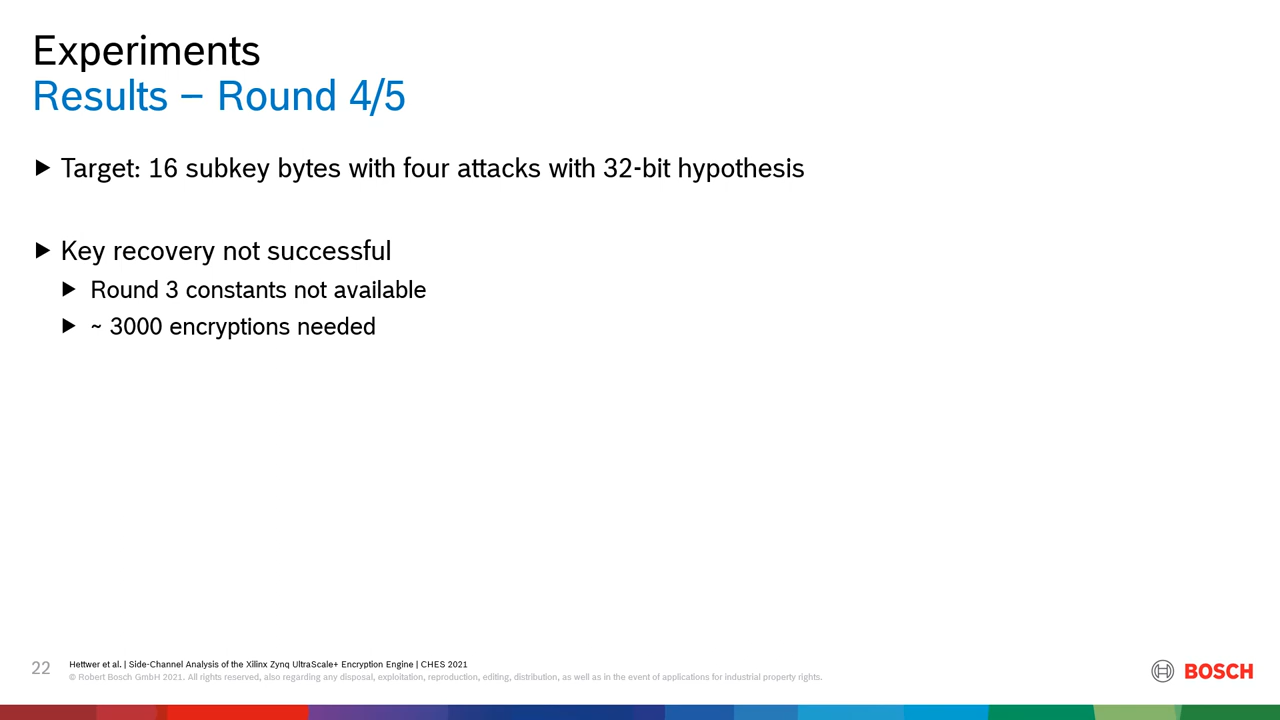 Experiments
Results – Round 4/5
Target: 16 subkey bytes with four attacks with 32-bit hypothesis
Key recovery not successful
Round 3 constants not available
~ 3000 encryptions needed
22
Hettwer et al. | Side-Channel Analysis of the Xilinx Zynq UltraScale+ Encryption Engine | CHES 2021
© Robert Bosch GmbH 2021. All rights reserved, also regarding any disposal, exploitation, reproduction, editing, distribution, as well as in the event of applications for industrial property rights.
BOSCH